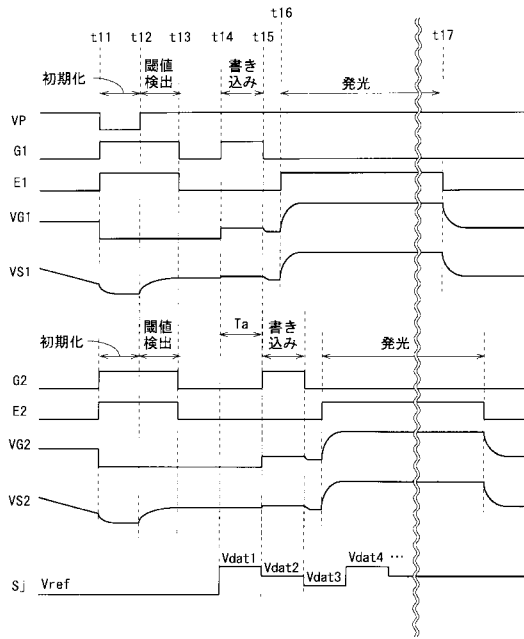 t16
t11 t12 t13 t14 t15 t17
初期化 閾値検出 書き込み 発光
VP
G1
E1
VG1
VS1
初期化 閾値検出 Ta 書き込み 発光
G2
E2
VG2
VS2
Vdat1 Vdat2 Vdat3 Vdat4 …
Sj Vref